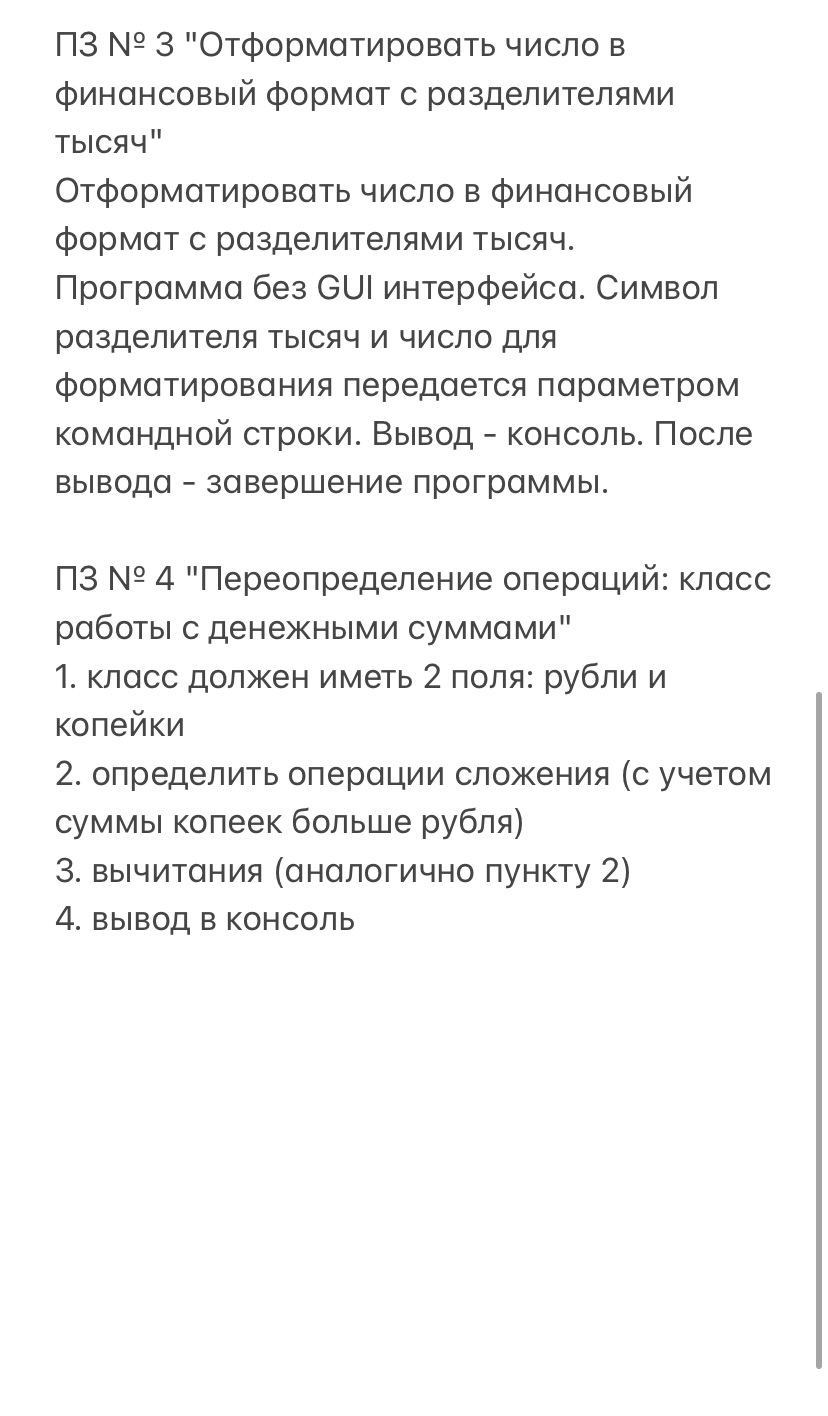 ПЗ № 3 "Отформатировать число в
финансовый формат с разделителями
тысяч"
Отформатировать число в финансовый
формат с разделителями тысяч.
Программа без GUI интерфейса. Символ
разделителя тысяч и число для
форматирования передается параметром
командной строки. Вывод - консоль. После
вывода - завершение программы.
ПЗ № 4 "Переопределение операций: класс
работы с денежными суммами"
1. класс должен иметь 2 поля: рубли и
копейки
2. определить операции сложения (с учетом
суммы копеек больше рубля)
3. вычитания (аналогично пункту 2)
4. вывод в консоль